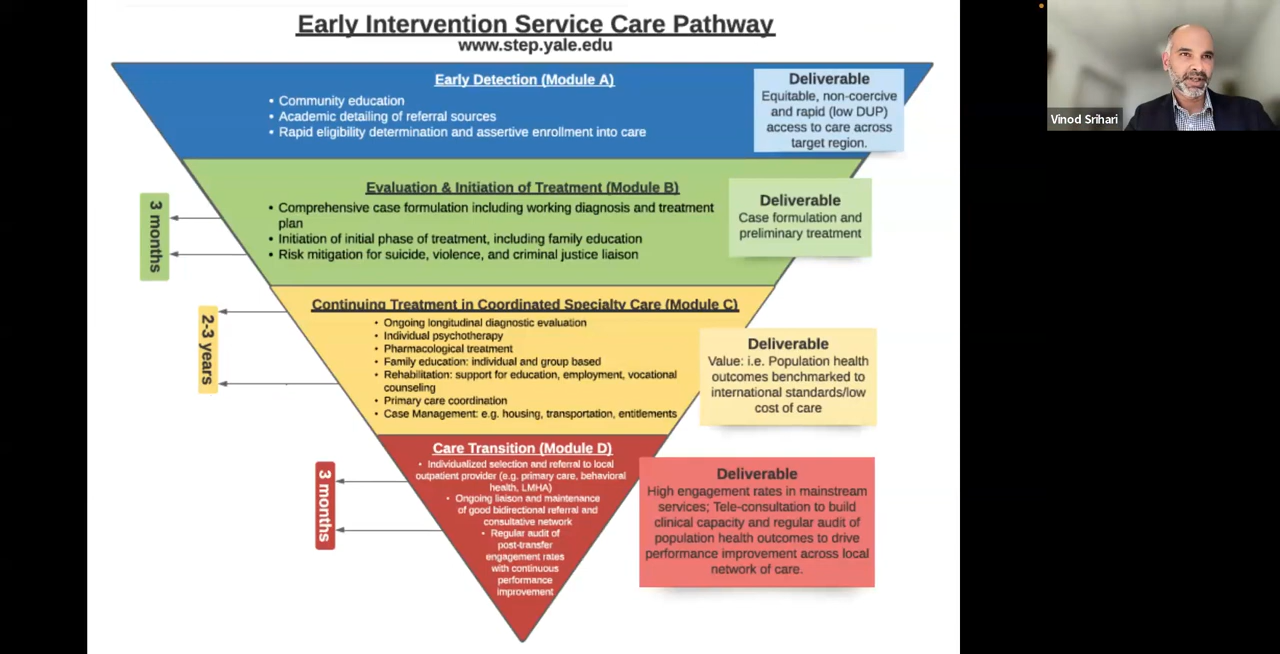 Early Intervention Service Care Pathway
www.step.yale.edu
Early Detection (Module A)
• Community education
• Academic detailing of referral sources
• Rapid eligibility determination and assertive enrollment into care
Deliverable
Equitable, non-coercive
and rapid (low DUP)
access to care across
target region.
Evaluation & Initiation of Treatment (Module B)
• Comprehensive case formulation including working diagnosis and treatment
plan
• Initiation of initial phase of treatment, including family education
• Risk mitigation for suicide, violence, and criminal justice liaison
Deliverable
Case formulation and
preliminary treatment
3 months
Continuing Treatment in Coordinated Specialty Care (Module C)
• Ongoing longitudinal diagnostic evaluation
• Individual psychotherapy
• Pharmacological treatment
• Family education: individual and group based
• Rehabilitation: support for education, employment, vocational
counseling
• Primary care coordination
• Case Management: e.g. housing, transportation, entitlements
Deliverable
Value: i.e. Population health
outcomes benchmarked to
international standards/low
cost of care
2-3 years
Care Transition (Module D)
• Individualized selection and referral to local
outpatient provider (e.g. primary care, behavioral
health, LMHA)
• Ongoing liaison and maintenance
of good bidirectional referral and
consultative network
• Regular audit of
post-transfer
engagement rates
with continuous
performance
improvement
Deliverable
High engagement rates in mainstream
services; Tele-consultation to build
clinical capacity and regular audit of
population health outcomes to drive
performance improvement across local
network of care.
3 months
Vinod Srihari